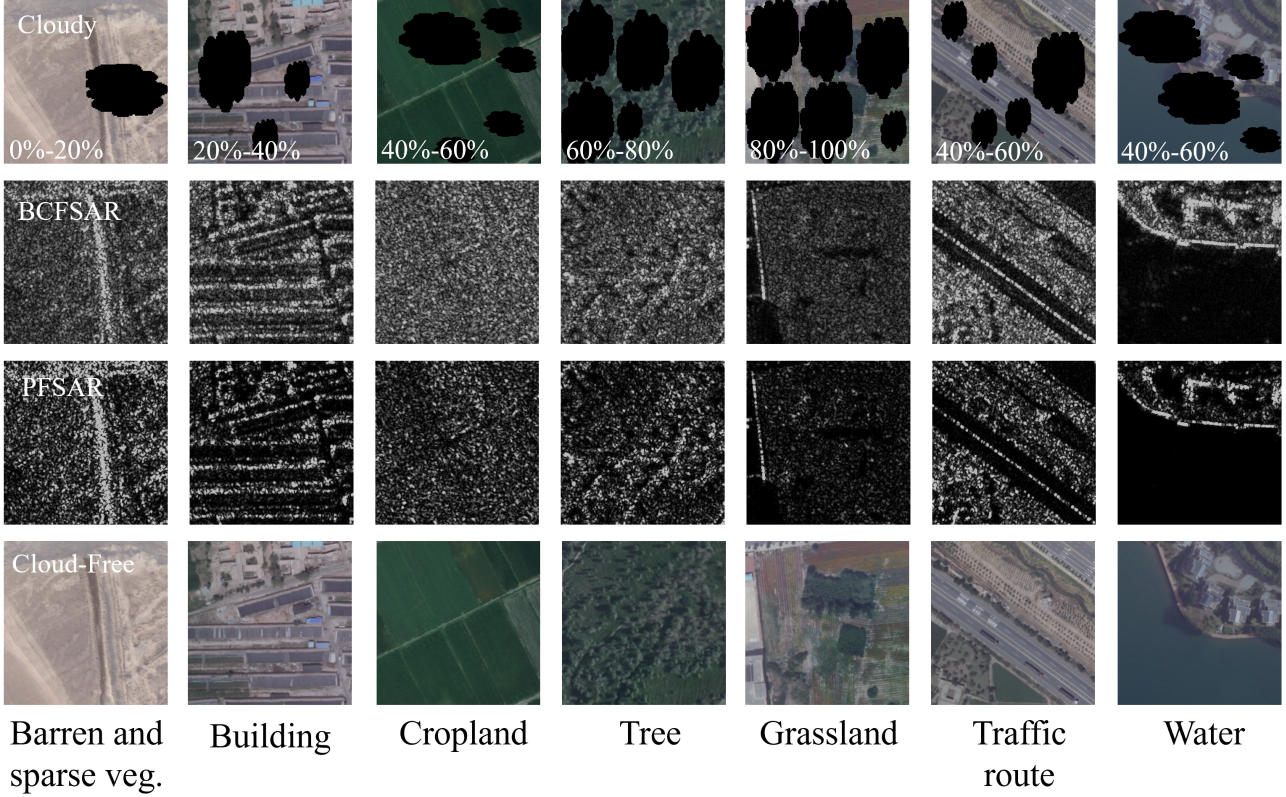 Cloudy
0%-20%
20%-40%
40%-60%
60%-80%
80%-100%
40%-60%
40%-60%
BCFSAR
PFSAR
Cloud-Free
Barren and
sparse veg.
Building
Cropland
Tree
Grassland
Traffic
route
Water